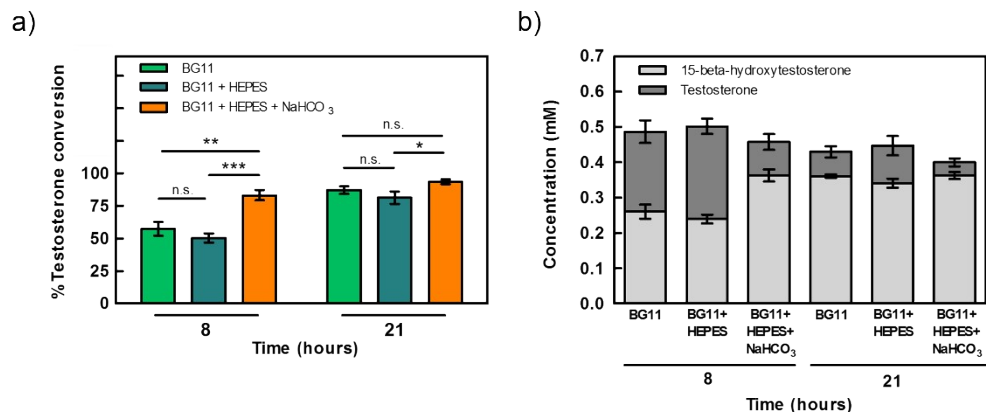 a)
BG11
BG11 + HEPES
BG11 + HEPES + NaHCO3
n.s.
**
***
n.s.
n.s.
*
% Testosterone conversion
100
75
50
25
0
8
21
Time (hours)
b)
15-beta-hydroxytestosterone
Testosterone
Concentration (mM)
0.7
0.6
0.5
0.4
0.3
0.2
0.1
0.0
BG11
BG11+
HEPES
BG11+
HEPES+
NaHCO3
BG11
BG11+
HEPES
BG11+
HEPES+
NaHCO3
8
21
Time (hours)